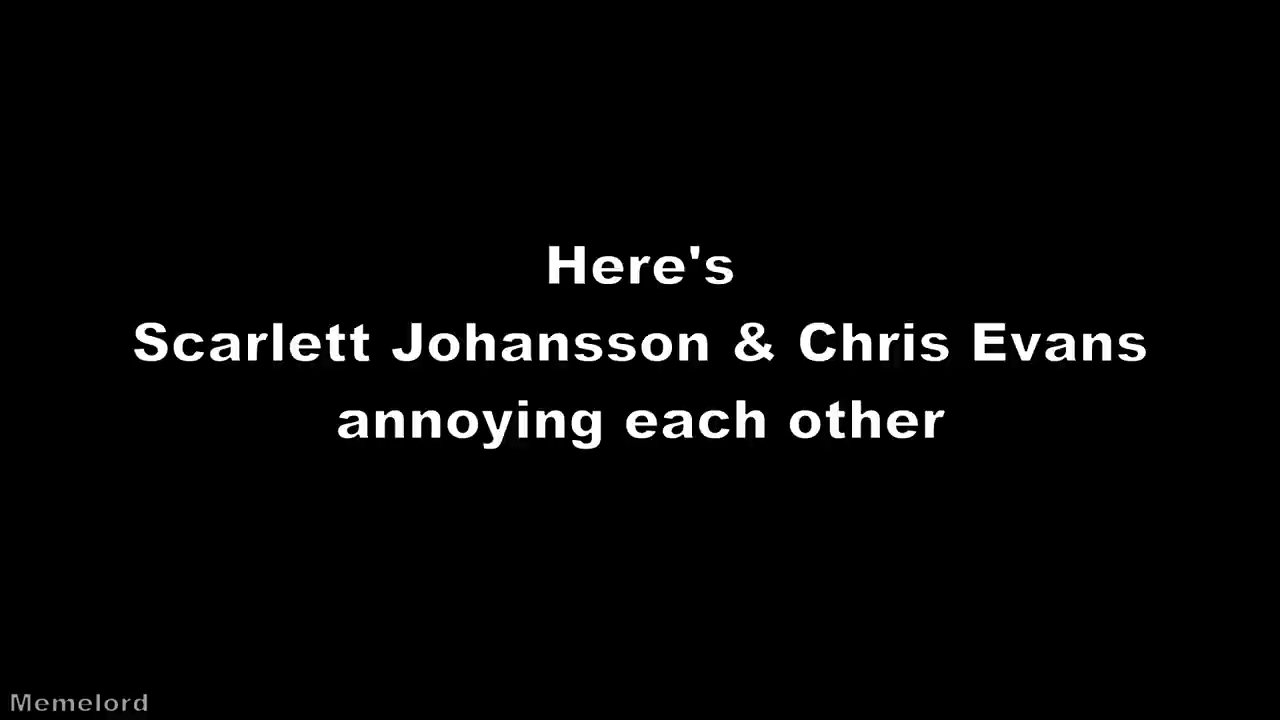 Here's
Scarlett Johansson & Chris Evans
annoying each other
Memelord